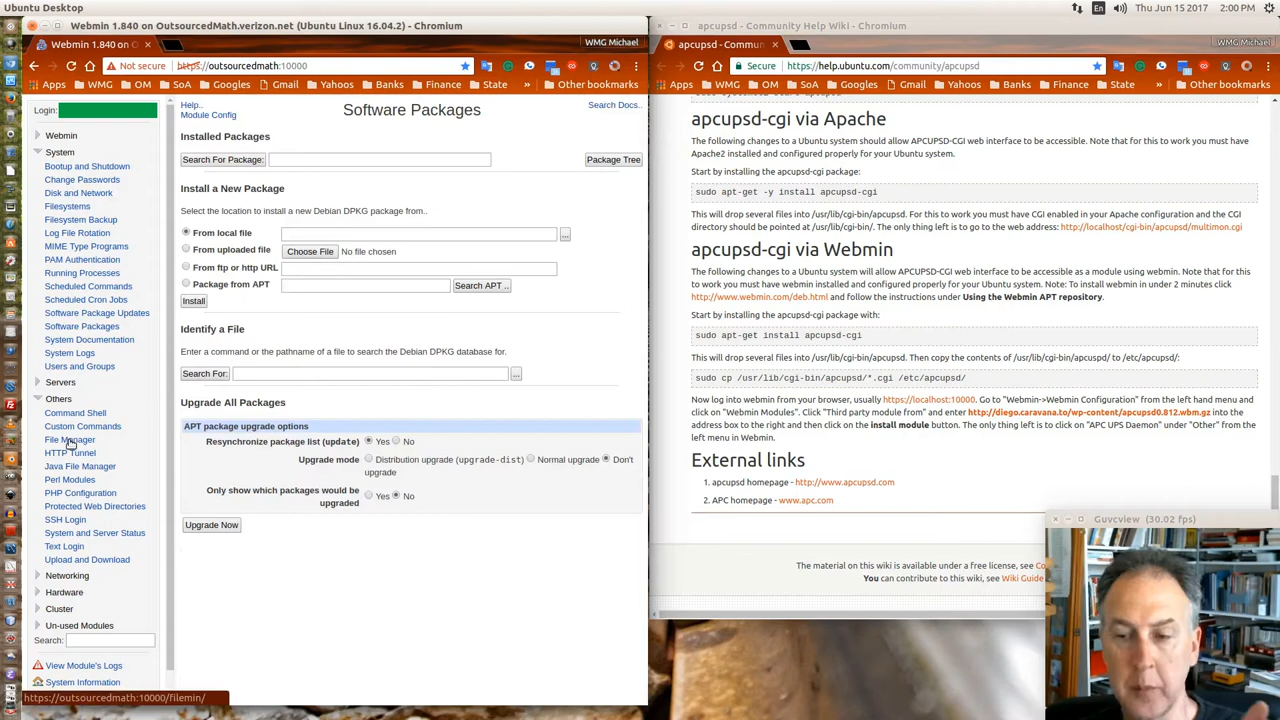 Ubuntu Desktop
En
Thu Jun 15 2017
2:00 PM
Webmin 1.840 on OutsourcedMath.verizon.net (Ubuntu Linux 16.04.2) - Chromium
Webmin 1.840 on O
WMG Michael
Not secure
https://outsourcedmath:10000
Apps
WMG
OM
SoA
Googles
Gmail
Yahoos
Banks
Finance
State
»
Other bookmarks
Login:
Webmin
System
Bootup and Shutdown
Change Passwords
Disk and Network
Filesystems
Filesystem Backup
Log File Rotation
MIME Type Programs
PAM Authentication
Running Processes
Scheduled Commands
Scheduled Cron Jobs
Software Package Updates
Software Packages
System Documentation
System Logs
Users and Groups
Servers
Others
Command Shell
Custom Commands
File Manager
HTTP Tunnel
Java File Manager
Perl Modules
PHP Configuration
Protected Web Directories
SSH Login
System and Server Status
Text Login
Upload and Download
Networking
Hardware
Cluster
Un-used Modules
Search:
View Module's Logs
System Information
https://outsourcedmath:10000/filemin/
Help..
Module Config
Software Packages
Search Docs..
Installed Packages
Search For Package:
Package Tree
Install a New Package
Select the location to install a new Debian DPKG package from..
From local file
...
From uploaded file
Choose File
No file chosen
From ftp or http URL
Package from APT
Search APT ..
Install
Identify a File
Enter a command or the pathname of a file to search the Debian DPKG database for.
Search For:
...
Upgrade All Packages
APT package upgrade options
Resynchronize package list (update)
Yes
No
Upgrade mode
Distribution upgrade (upgrade-dist)
Normal upgrade
Don't
upgrade
Only show which packages would be
upgraded
Yes
No
Upgrade Now
apcupsd - Community Help Wiki - Chromium
apcupsd - Commun
WMG Michael
Secure
https://help.ubuntu.com/community/apcupsd
Apps
WMG
OM
SoA
Googles
Gmail
Yahoos
Banks
Finance
State
»
Other bookmarks
apcupsd-cgi via Apache
The following changes to a Ubuntu system should allow APCUPSD-CGI web interface to be accessible. Note that for this to work you must have
Apache2 installed and configured properly for your Ubuntu system.
Start by installing the apcupsd-cgi package:
sudo apt-get -y install apcupsd-cgi
This will drop several files into /usr/lib/cgi-bin/apcupsd. For this to work you must have CGI enabled in your Apache configuration and the CGI
directory should be pointed at /usr/lib/cgi-bin/. The only thing left is to go to the web address: http://localhost/cgi-bin/apcupsd/multimon.cgi
apcupsd-cgi via Webmin
The following changes to a Ubuntu system will allow APCUPSD-CGI web interface to be accessible as a module using webmin. Note that for this
to work you must have webmin installed and configured properly for your Ubuntu system. Note: To install webmin in under 2 minutes click
http://www.webmin.com/deb.html and follow the instructions under Using the Webmin APT repository.
Start by installing the apcupsd-cgi package with:
sudo apt-get install apcupsd-cgi
This will drop several files into /usr/lib/cgi-bin/apcupsd. Then copy the contents of /usr/lib/cgi-bin/apcuspd/ to /etc/apcupsd/:
sudo cp /usr/lib/cgi-bin/apcupsd/*.cgi /etc/apcupsd/
Now log into webmin from your browser, usually https://localhost:10000. Go to "Webmin->Webmin Configuration" from the left hand menu and
click on "Webmin Modules". Click "Third party module from" and enter http://diego.caravana.to/wp-content/apcupsd0.812.wbm.gz into the
address box to the right and then click on the install module button. The only thing left is to click on "APC UPS Daemon" under "Other" from the
left menu in Webmin.
External links
1. apcupsd homepage - http://www.apcupsd.com
2. APC homepage - www.apc.com
The material on this wiki is available under a free license, see Co
You can contribute to this wiki, see Wiki Guide
Guvcview (30.02 fps)